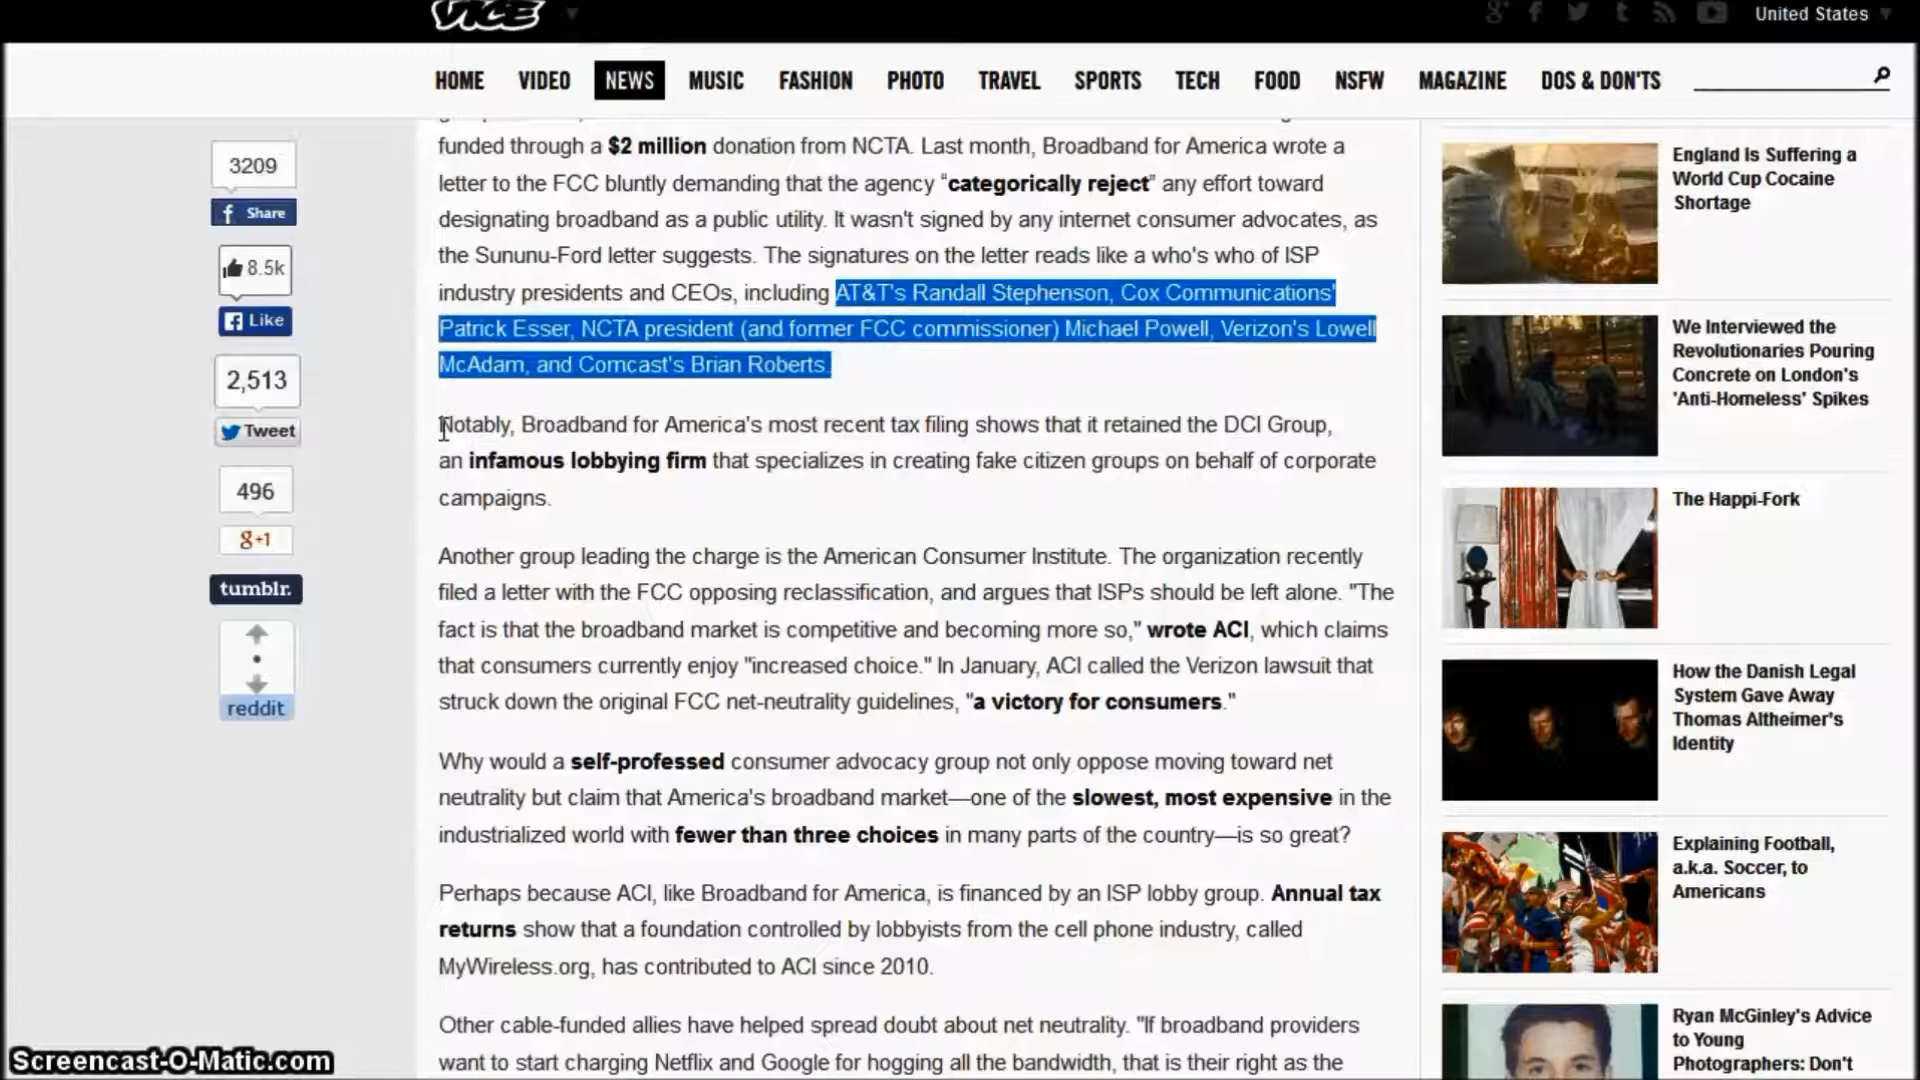 VICE
United States
HOME VIDEO NEWS MUSIC FASHION PHOTO TRAVEL SPORTS TECH FOOD NSFW MAGAZINE DOS & DON'TS
3209
f Share
8.5k
Like
2,513
Tweet
496
g+1
tumblr.
reddit
funded through a $2 million donation from NCTA. Last month, Broadband for America wrote a
letter to the FCC bluntly demanding that the agency “categorically reject” any effort toward
designating broadband as a public utility. It wasn't signed by any internet consumer advocates, as
the Sununu-Ford letter suggests. The signatures on the letter reads like a who's who of ISP
industry presidents and CEOs, including AT&T's Randall Stephenson, Cox Communications'
Patrick Esser, NCTA president (and former FCC commissioner) Michael Powell, Verizon's Lowell
McAdam, and Comcast's Brian Roberts.
Notably, Broadband for America's most recent tax filing shows that it retained the DCI Group,
an infamous lobbying firm that specializes in creating fake citizen groups on behalf of corporate
campaigns.
Another group leading the charge is the American Consumer Institute. The organization recently
filed a letter with the FCC opposing reclassification, and argues that ISPs should be left alone. "The
fact is that the broadband market is competitive and becoming more so," wrote ACI, which claims
that consumers currently enjoy "increased choice." In January, ACI called the Verizon lawsuit that
struck down the original FCC net-neutrality guidelines, "a victory for consumers."
Why would a self-professed consumer advocacy group not only oppose moving toward net
neutrality but claim that America's broadband market—one of the slowest, most expensive in the
industrialized world with fewer than three choices in many parts of the country—is so great?
Perhaps because ACI, like Broadband for America, is financed by an ISP lobby group. Annual tax
returns show that a foundation controlled by lobbyists from the cell phone industry, called
MyWireless.org, has contributed to ACI since 2010.
Other cable-funded allies have helped spread doubt about net neutrality. "If broadband providers
want to start charging Netflix and Google for hogging all the bandwidth, that is their right as the
England Is Suffering a
World Cup Cocaine
Shortage
We Interviewed the
Revolutionaries Pouring
Concrete on London's
'Anti-Homeless' Spikes
The Happi-Fork
How the Danish Legal
System Gave Away
Thomas Altheimer's
Identity
Explaining Football,
a.k.a. Soccer, to
Americans
Ryan McGinley's Advice
to Young
Photographers: Don't
Screencast-O-Matic.com